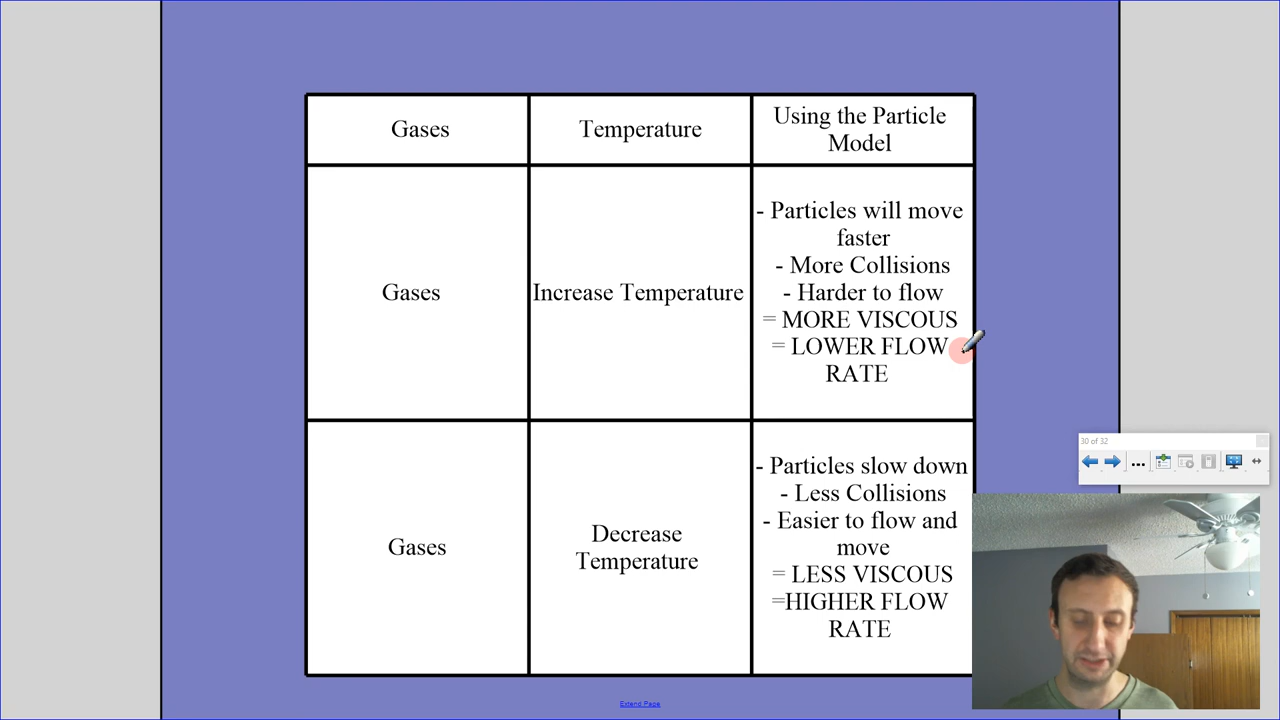 Gases
Temperature
Using the Particle
Model
Gases
Increase Temperature
- Particles will move
faster
- More Collisions
- Harder to flow
= MORE VISCOUS
= LOWER FLOW
RATE
Gases
Decrease
Temperature
- Particles slow down
- Less Collisions
- Easier to flow and
move
= LESS VISCOUS
=HIGHER FLOW
RATE
30 of 32
Extend Page